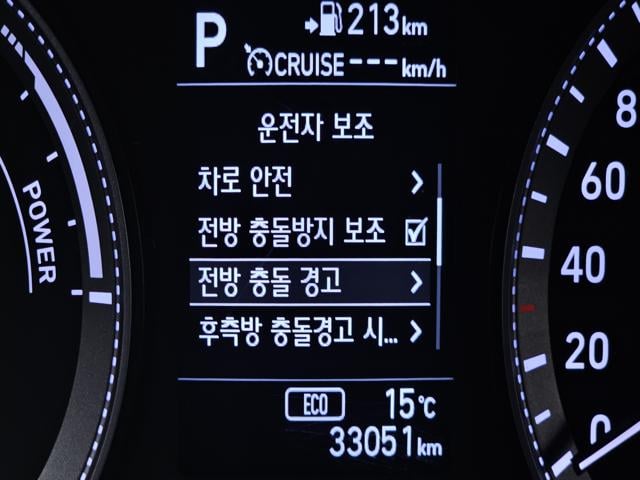 P 213km
CRUISE---km/h
운전자 보조
차로 안전
전방 충돌방지 보조
전방 충돌 경고
후측방 충돌경고 시...
ECO 15℃
33051km
POWER
8
60
40
20
0